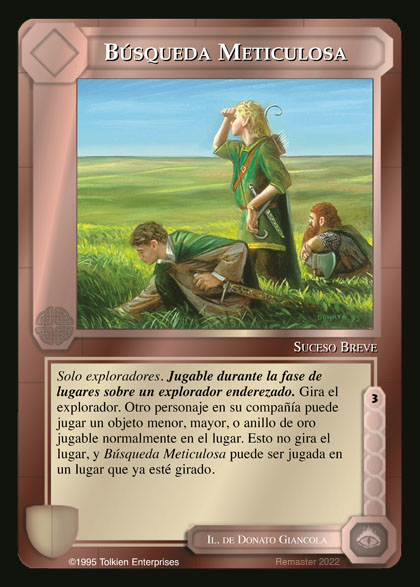 BÚSQUEDA METICULOSA
DONATO
SUCESO BREVE
Solo exploradores. Jugable durante la fase de
lugares sobre un explorador enderezado. Gira el
explorador. Otro personaje en su compañía puede
jugar un objeto menor, mayor, o anillo de oro
jugable normalmente en el lugar. Esto no gira el
lugar, y Búsqueda Meticulosa puede ser jugada en
un lugar que ya esté girado.
3
IL. DE DONATO GIANCOLA
©1995 Tolkien Enterprises
Remaster 2022